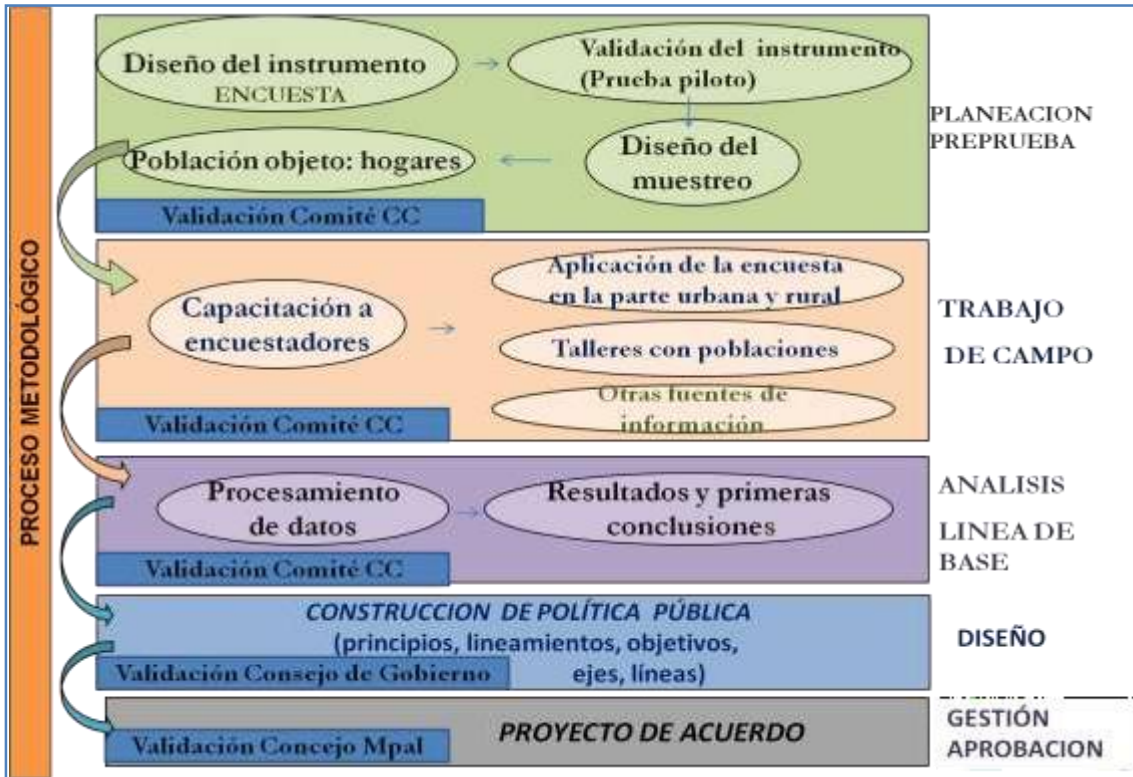 PROCESO METODOLÓGICO
Diseño del instrumento
ENCUESTA
Validación del instrumento
(Prueba piloto)
Población objeto: hogares
Diseño del
muestreo
Validación Comité CC
PLANEACION
PREPRUEBA
Capacitación a
encuestadores
Aplicación de la encuesta
en la parte urbana y rural
Talleres con poblaciones
Otras fuentes de
información
Validación Comité CC
TRABAJO
DE CAMPO
Procesamiento
de datos
Resultados y primeras
conclusiones
Validación Comité CC
ANALISIS
LINEA DE
BASE
CONSTRUCCION DE POLÍTICA PÚBLICA
(principios, lineamientos, objetivos,
ejes, líneas)
Validación Consejo de Gobierno
DISEÑO
PROYECTO DE ACUERDO
Validación Concejo Mpal
GESTIÓN
APROBACION